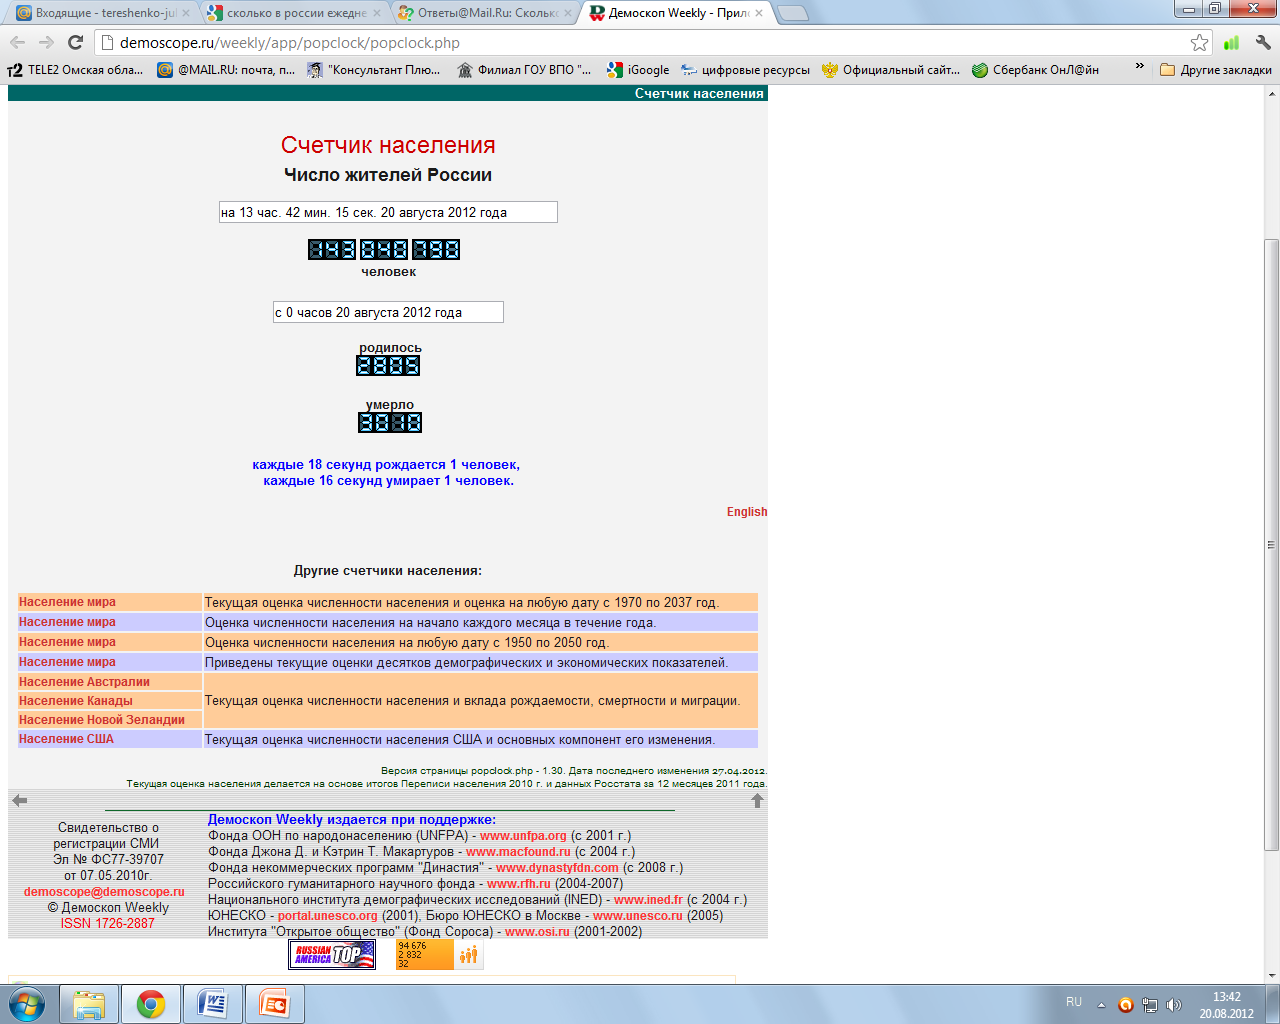 Входящие - tereshenko-jul
сколько в россии ежедне
Ответы@Mail.Ru: Скольк
Демоскоп Weekly - Прило
demoscope.ru/weekly/app/popclock/popclock.php
TELE2 Омская обла...
@MAIL.RU: почта, п...
"Консультант Плю...
Филиал ГОУ ВПО "...
iGoogle
цифровые ресурсы
Официальный сайт...
Сбербанк ОнЛ@йн
»
Другие закладки
Счетчик населения
Счетчик населения
Число жителей России
на 13 час. 42 мин. 15 сек. 20 августа 2012 года
человек
с 0 часов 20 августа 2012 года
родилось
умерло
каждые 18 секунд рождается 1 человек,
каждые 16 секунд умирает 1 человек.
English
Другие счетчики населения:
Население мира Текущая оценка численности населения и оценка на любую дату с 1970 по 2037 год.
Население мира Оценка численности населения на начало каждого месяца в течение года.
Население мира Оценка численности населения на любую дату с 1950 по 2050 год.
Население мира Приведены текущие оценки десятков демографических и экономических показателей.
Население Австралии
Население Канады Текущая оценка численности населения и вклада рождаемости, смертности и миграции.
Население Новой Зеландии
Население США Текущая оценка численности населения США и основных компонент его изменения.
Версия страницы popclock.php - 1.30. Дата последнего изменения 27.04.2012.
Текущая оценка населения делается на основе итогов Переписи населения 2010 г. и данных Росстата за 12 месяцев 2011 года.
Свидетельство о
регистрации СМИ
Эл № ФС77-39707
от 07.05.2010г.
demoscope@demoscope.ru
© Демоскоп Weekly
ISSN 1726-2887
Демоскоп Weekly издается при поддержке:
Фонда ООН по народонаселению (UNFPA) - www.unfpa.org (с 2001 г.)
Фонда Джона Д. и Кэтрин Т. Макартуров - www.macfound.ru (с 2004 г.)
Фонда некоммерческих программ "Династия" - www.dynastyfdn.com (с 2008 г.)
Российского гуманитарного научного фонда - www.rfh.ru (2004-2007)
Национального института демографических исследований (INED) - www.ined.fr (с 2004 г.)
ЮНЕСКО - portal.unesco.org (2001), Бюро ЮНЕСКО в Москве - www.unesco.ru (2005)
Института "Открытое общество" (Фонд Сороса) - www.osi.ru (2001-2002)
RUSSIAN
AMERICA
TOP
94 676
2 832
32
RU
13:42
20.08.2012